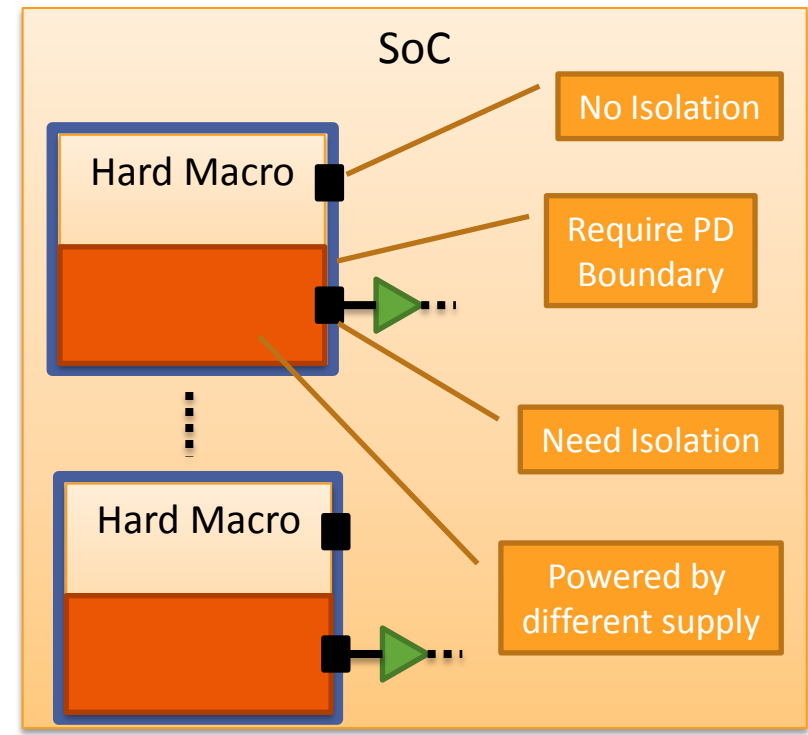 SoC
No Isolation
Hard Macro
Require PD
Boundary
Need Isolation
Hard Macro
Powered by
different supply